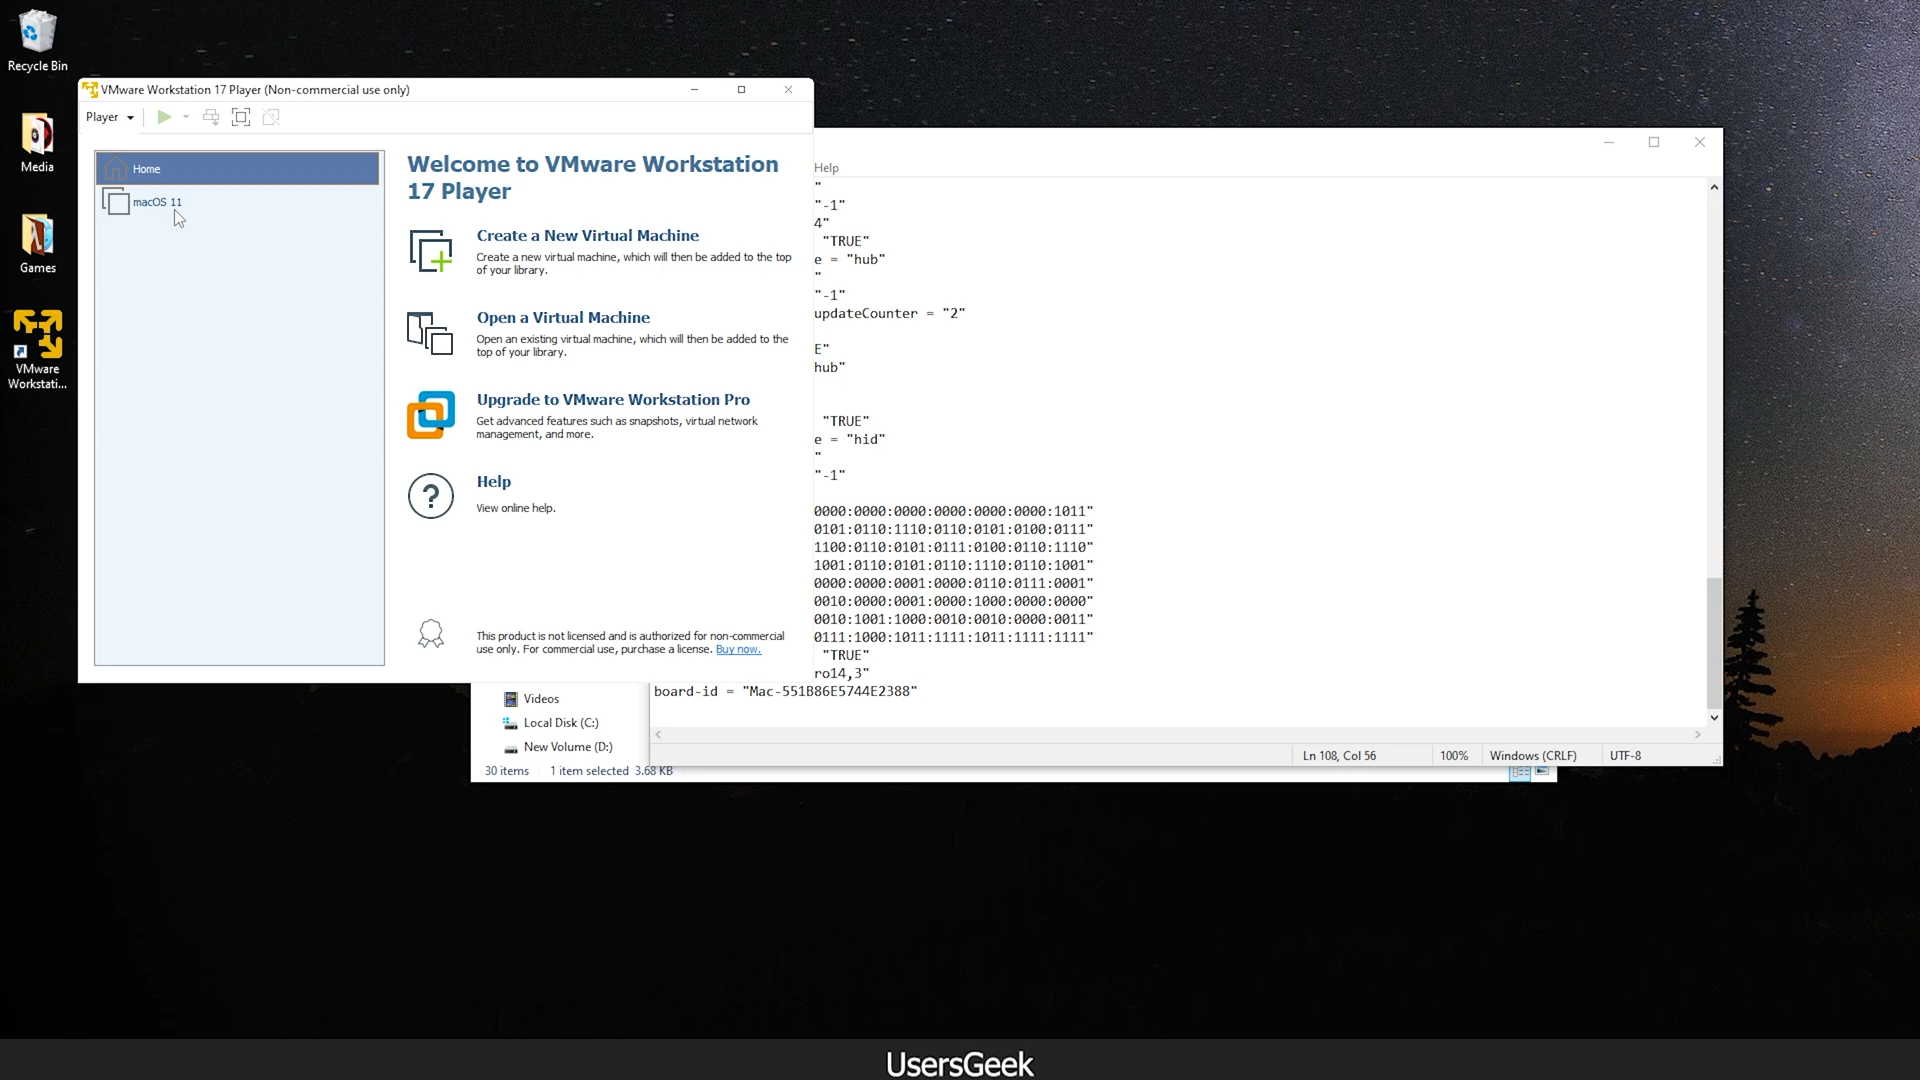 Recycle Bin
Media
Games
VMware
Workstati...
VMware Workstation 17 Player (Non-commercial use only)
Player
Home
macOS 11
Welcome to VMware Workstation
17 Player
Create a New Virtual Machine
Create a new virtual machine, which will then be added to the top
of your library.
Open a Virtual Machine
Open an existing virtual machine, which will then be added to the
top of your library.
Upgrade to VMware Workstation Pro
Get advanced features such as snapshots, virtual network
management, and more.
Help
View online help.
This product is not licensed and is authorized for non-commercial
use only. For commercial use, purchase a license. Buy now.
Help
"
"-1"
4"
"TRUE"
e = "hub"
"
"-1"
updateCounter = "2"
E"
hub"
"TRUE"
e = "hid"
"
"-1"
0000:0000:0000:0000:0000:0000:1011"
0101:0110:1110:0110:0101:0100:0111"
1100:0110:0101:0111:0100:0110:1110"
1001:0110:0101:0110:1110:0110:1001"
0000:0000:0001:0000:0110:0111:0001"
0010:0000:0001:0000:1000:0000:0000"
0010:1001:1000:0010:0010:0000:0011"
0111:1000:1011:1111:1011:1111:1111"
"TRUE"
ro14,3"
board-id = "Mac-551B86E5744E2388"
Ln 108, Col 56
100%
Windows (CRLF)
UTF-8
Videos
Local Disk (C:)
New Volume (D:)
30 items
1 item selected 3.68 KB
UsersGeek